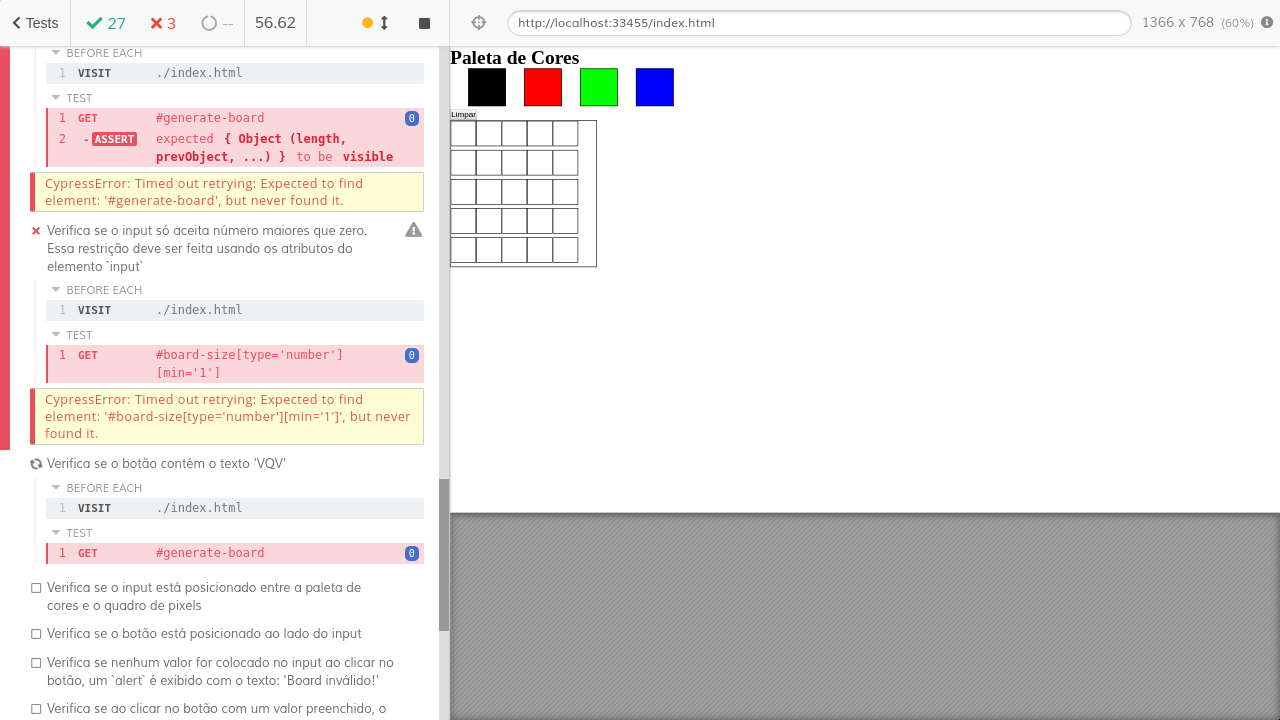 Tests
27
3
--
56.62
http://localhost:33455/index.html
1366 x 768 (60%)
BEFORE EACH
1 VISIT ./index.html
TEST
1 GET #generate-board 0
2 -ASSERT expected { Object (length,
prevObject, ...) } to be visible
CypressError: Timed out retrying: Expected to find
element: '#generate-board', but never found it.
Verifica se o input só aceita número maiores que zero.
Essa restrição deve ser feita usando os atributos do
elemento `input`
BEFORE EACH
1 VISIT ./index.html
TEST
1 GET #board-size[type='number'] 0
[min='1']
CypressError: Timed out retrying: Expected to find
element: '#board-size[type='number'][min='1']', but never
found it.
Verifica se o botão contém o texto 'VQV'
BEFORE EACH
1 VISIT ./index.html
TEST
1 GET #generate-board 0
Verifica se o input está posicionado entre a paleta de
cores e o quadro de pixels
Verifica se o botão está posicionado ao lado do input
Verifica se nenhum valor for colocado no input ao clicar no
botão, um `alert` é exibido com o texto: 'Board inválido!'
Verifica se ao clicar no botão com um valor preenchido, o
Paleta de Cores
Limpar